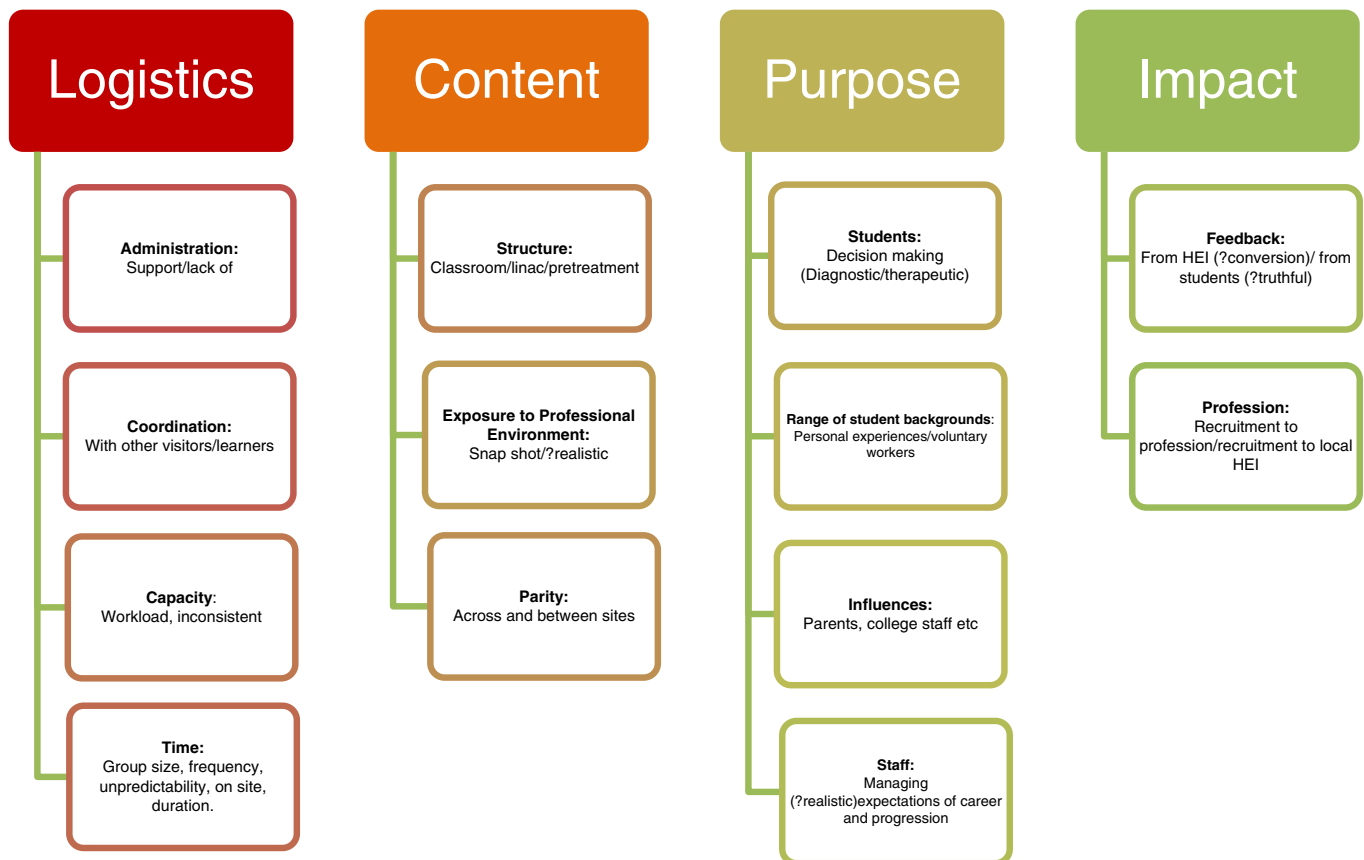 Logistics
Administration:
Support/lack of
Coordination:
With other visitors/learners
Capacity:
Workload, inconsistent
Time:
Group size, frequency,
unpredictability, on site,
duration.
Content
Structure:
Classroom/linac/pretreatment
Exposure to Professional
Environment:
Snap shot/?realistic
Parity:
Across and between sites
Purpose
Students:
Decision making
(Diagnostic/therapeutic)
Range of student backgrounds:
Personal experiences/voluntary
workers
Influences:
Parents, college staff etc
Staff:
Managing
(?realistic)expectations of career
and progression
Impact
Feedback:
From HEI (?conversion)/ from
students (?truthful)
Profession:
Recruitment to
profession/recruitment to local
HEI